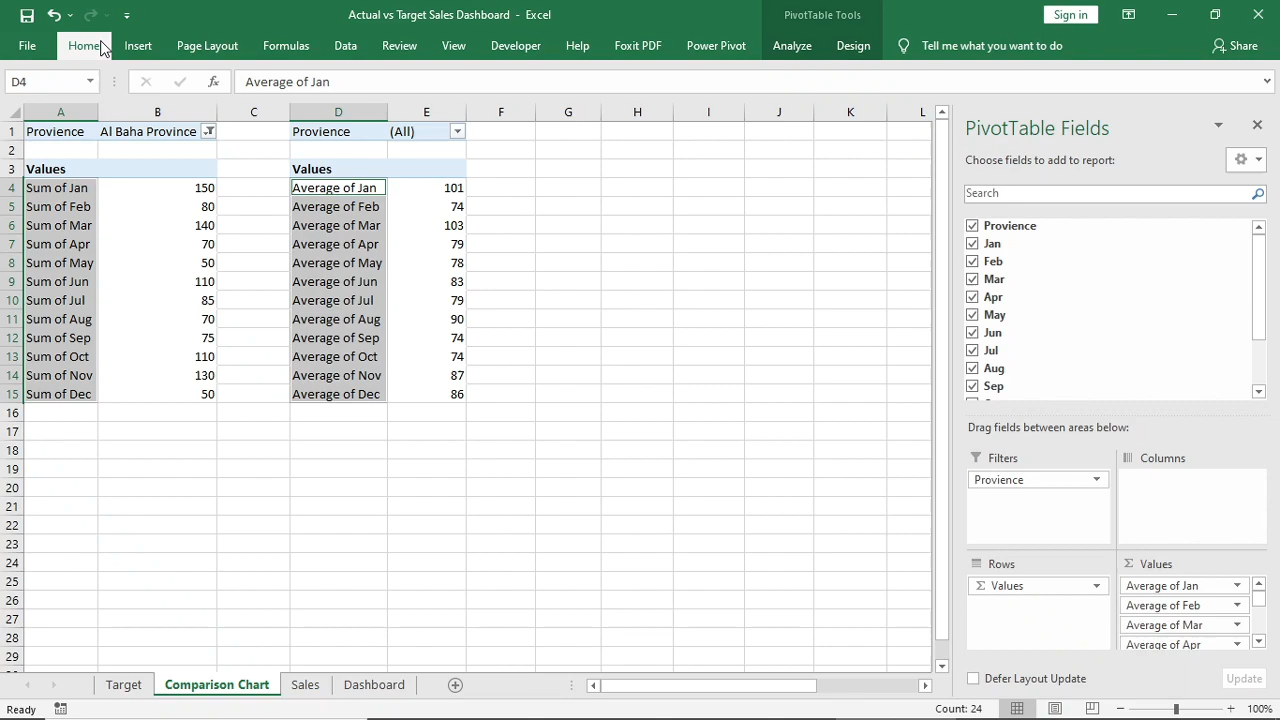 Actual vs Target Sales Dashboard - Excel
PivotTable Tools
Sign in
File Home Insert Page Layout Formulas Data Review View Developer Help Foxit PDF Power Pivot Analyze Design Tell me what you want to do Share
D4 fx Average of Jan
A B C D E F G H I J K L
1 Provience Al Baha Province Provience (All)
2
3 Values Values
4 Sum of Jan 150 Average of Jan 101
5 Sum of Feb 80 Average of Feb 74
6 Sum of Mar 140 Average of Mar 103
7 Sum of Apr 70 Average of Apr 79
8 Sum of May 50 Average of May 78
9 Sum of Jun 110 Average of Jun 83
10 Sum of Jul 85 Average of Jul 79
11 Sum of Aug 70 Average of Aug 90
12 Sum of Sep 75 Average of Sep 74
13 Sum of Oct 110 Average of Oct 74
14 Sum of Nov 130 Average of Nov 87
15 Sum of Dec 50 Average of Dec 86
16
17
18
19
20
21
22
23
24
25
26
27
28
29
PivotTable Fields
Choose fields to add to report:
Search
Provience
Jan
Feb
Mar
Apr
May
Jun
Jul
Aug
Sep
Drag fields between areas below:
Filters Columns
Provience
Rows Σ Values
Σ Values Average of Jan
Average of Feb
Average of Mar
Average of Apr
Defer Layout Update Update
Target Comparison Chart Sales Dashboard
Ready Count: 24 100%